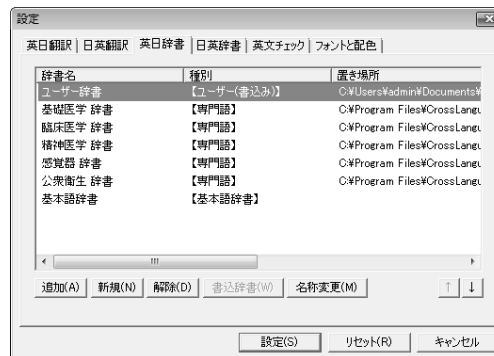 設定
英日翻訳 日英翻訳 英日辞書 日英辞書 英文チェック フォントと配色
辞書名 種別 置き場所
ユーザー辞書 【ユーザー(書込み)】 C:¥Users¥admin¥Documents¥
基礎医学 辞書 【専門語】 C:¥Program Files¥CrossLangu
臨床医学 辞書 【専門語】 C:¥Program Files¥CrossLangu
精神医学 辞書 【専門語】 C:¥Program Files¥CrossLangu
感覚器 辞書 【専門語】 C:¥Program Files¥CrossLangu
公衆衛生 辞書 【専門語】 C:¥Program Files¥CrossLangu
基本語辞書 【基本語辞書】
追加(A) 新規(N) 解除(D) 書込辞書(W) 名称変更(M) ↑ ↓
設定(S) リセット(R) キャンセル